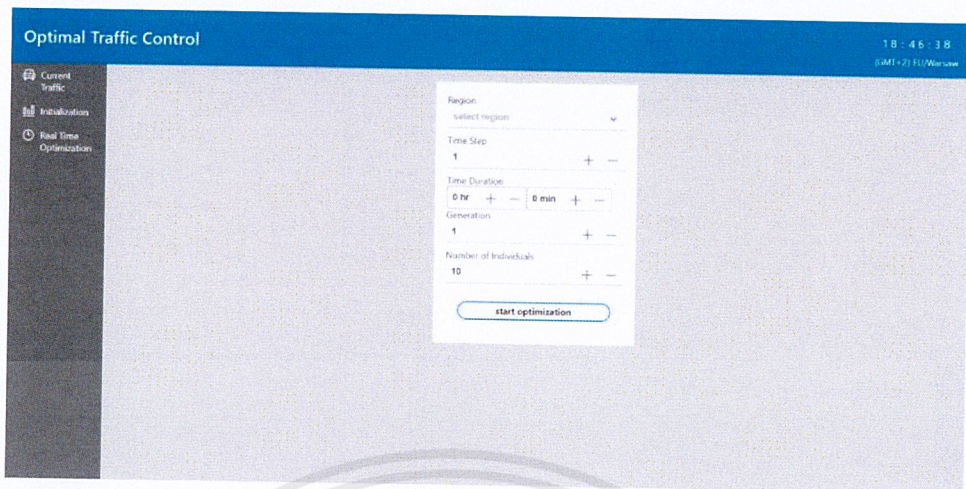 Optimal Traffic Control
18:46:38
(GMT+2) EU/Warsaw
Current
Traffic
Initialization
Real Time
Optimization
Region
select region
Time Step
1
Time Duration
0 hr + − 0 min + −
Generation
1
Number of Individuals
10
start optimization